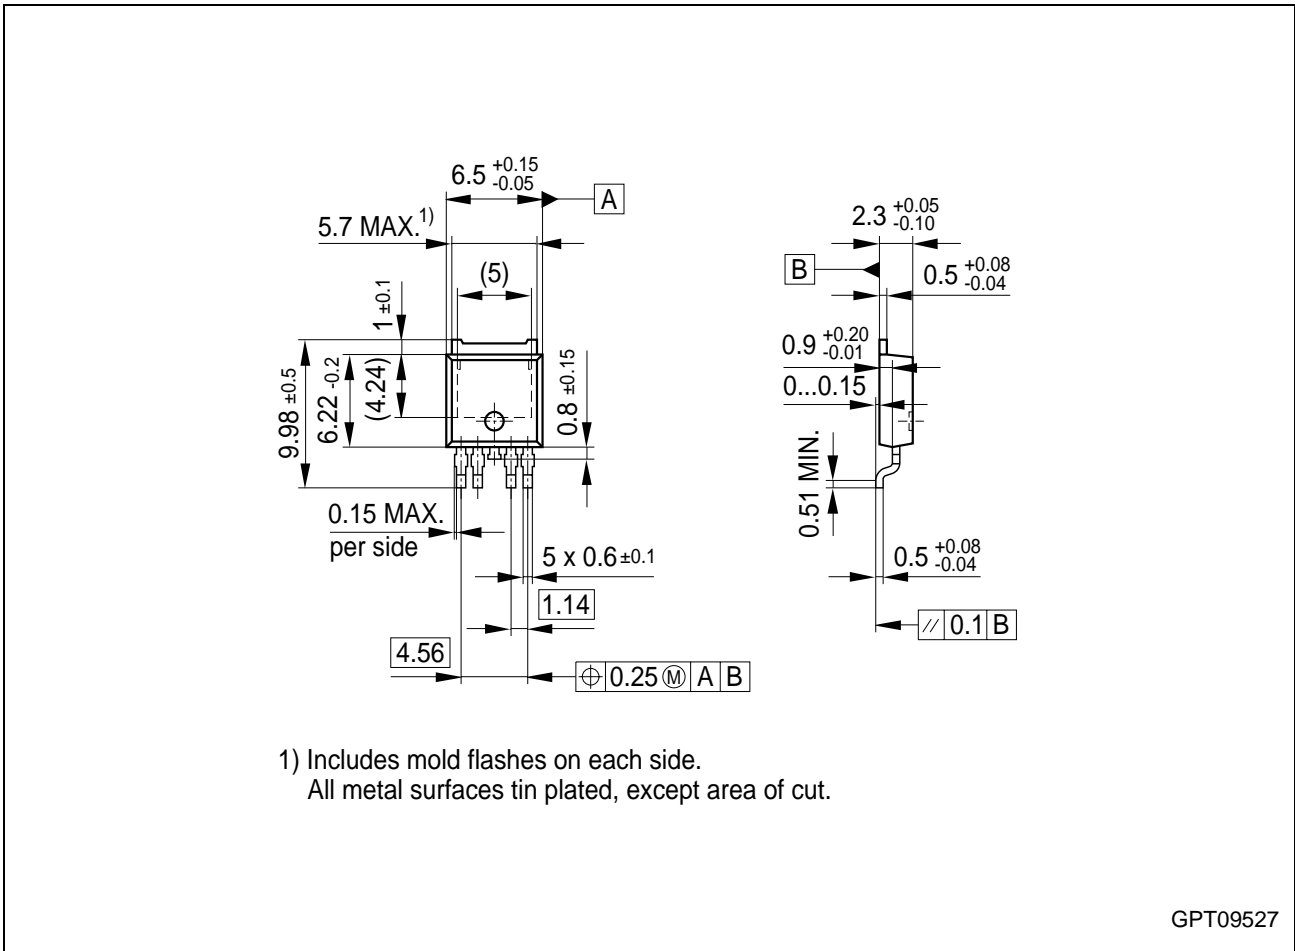 6.5 +0.15 -0.05
A
5.7 MAX.1)
(5)
1 ±0.1
9.98 ±0.5
6.22 -0.2
(4.24)
0.8 ±0.15
0.15 MAX.
per side
5 x 0.6 ±0.1
1.14
4.56
⌖ 0.25 Ⓜ A B
2.3 +0.05 -0.10
B
0.5 +0.08 -0.04
0.9 +0.20 -0.01
0...0.15
0.51 MIN.
0.5 +0.08 -0.04
// 0.1 B
1) Includes mold flashes on each side.
All metal surfaces tin plated, except area of cut.
GPT09527